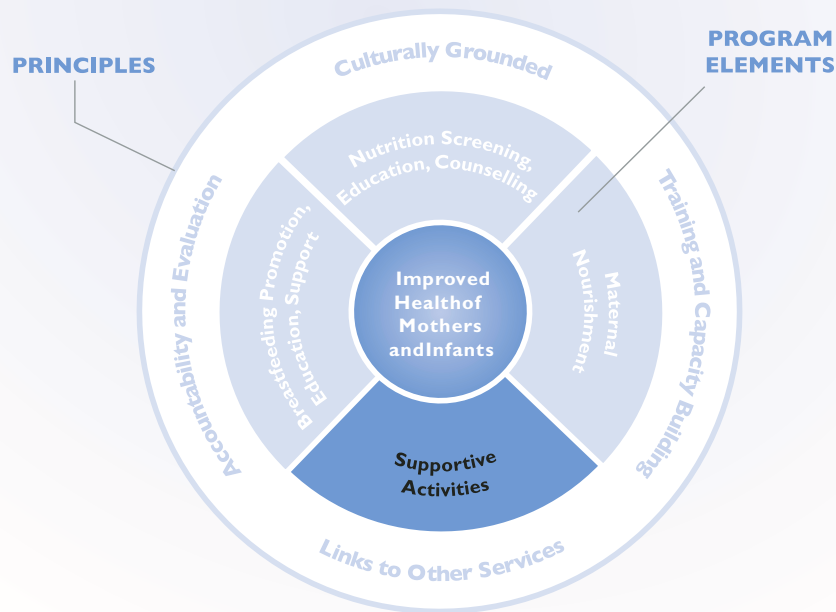 PRINCIPLES
PROGRAM
ELEMENTS
Culturally Grounded
Nutrition Screening,
Education, Counselling
Training and Capacity Building
Maternal
Nourishment
Accountability and Evaluation
Breastfeeding Promotion,
Education, Support
Improved
Healthof
Mothers
andInfants
Supportive
Activities
Links to Other Services